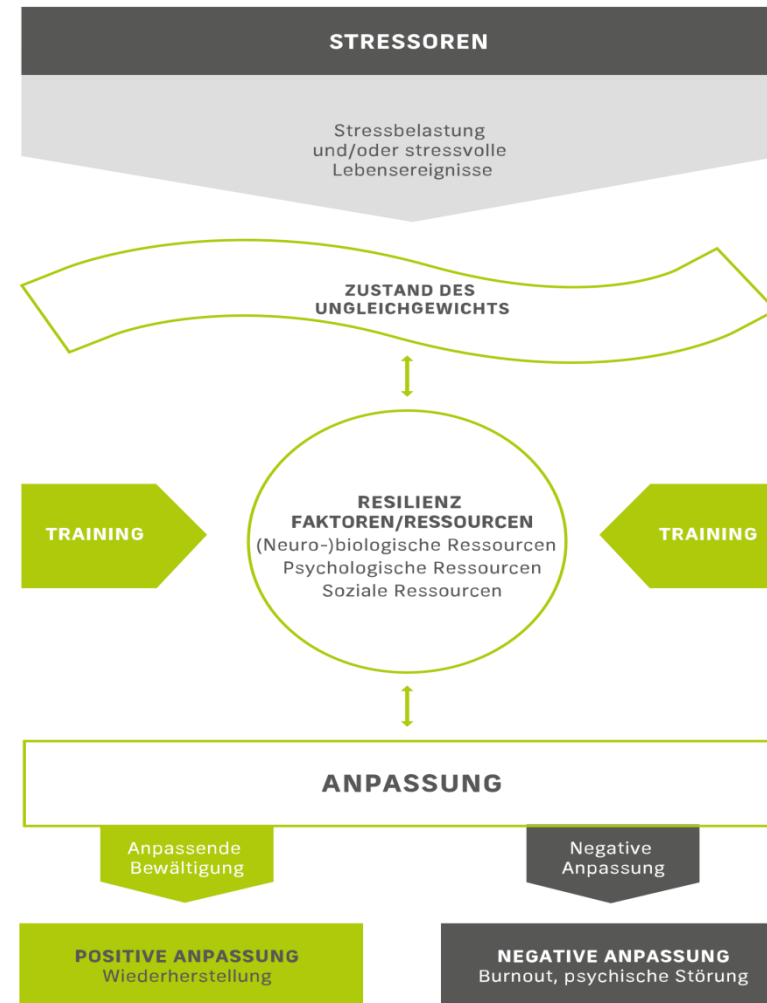 STRESSOREN
Stressbelastung
und/oder stressvolle
Lebensereignisse
ZUSTAND DES
UNGLEICHGEWICHTS
TRAINING
RESILIENZ
FAKTOREN/RESSOURCEN
(Neuro-)biologische Ressourcen
Psychologische Ressourcen
Soziale Ressourcen
TRAINING
ANPASSUNG
Anpassende
Bewältigung
Negative
Anpassung
POSITIVE ANPASSUNG
Wiederherstellung
NEGATIVE ANPASSUNG
Burnout, psychische Störung